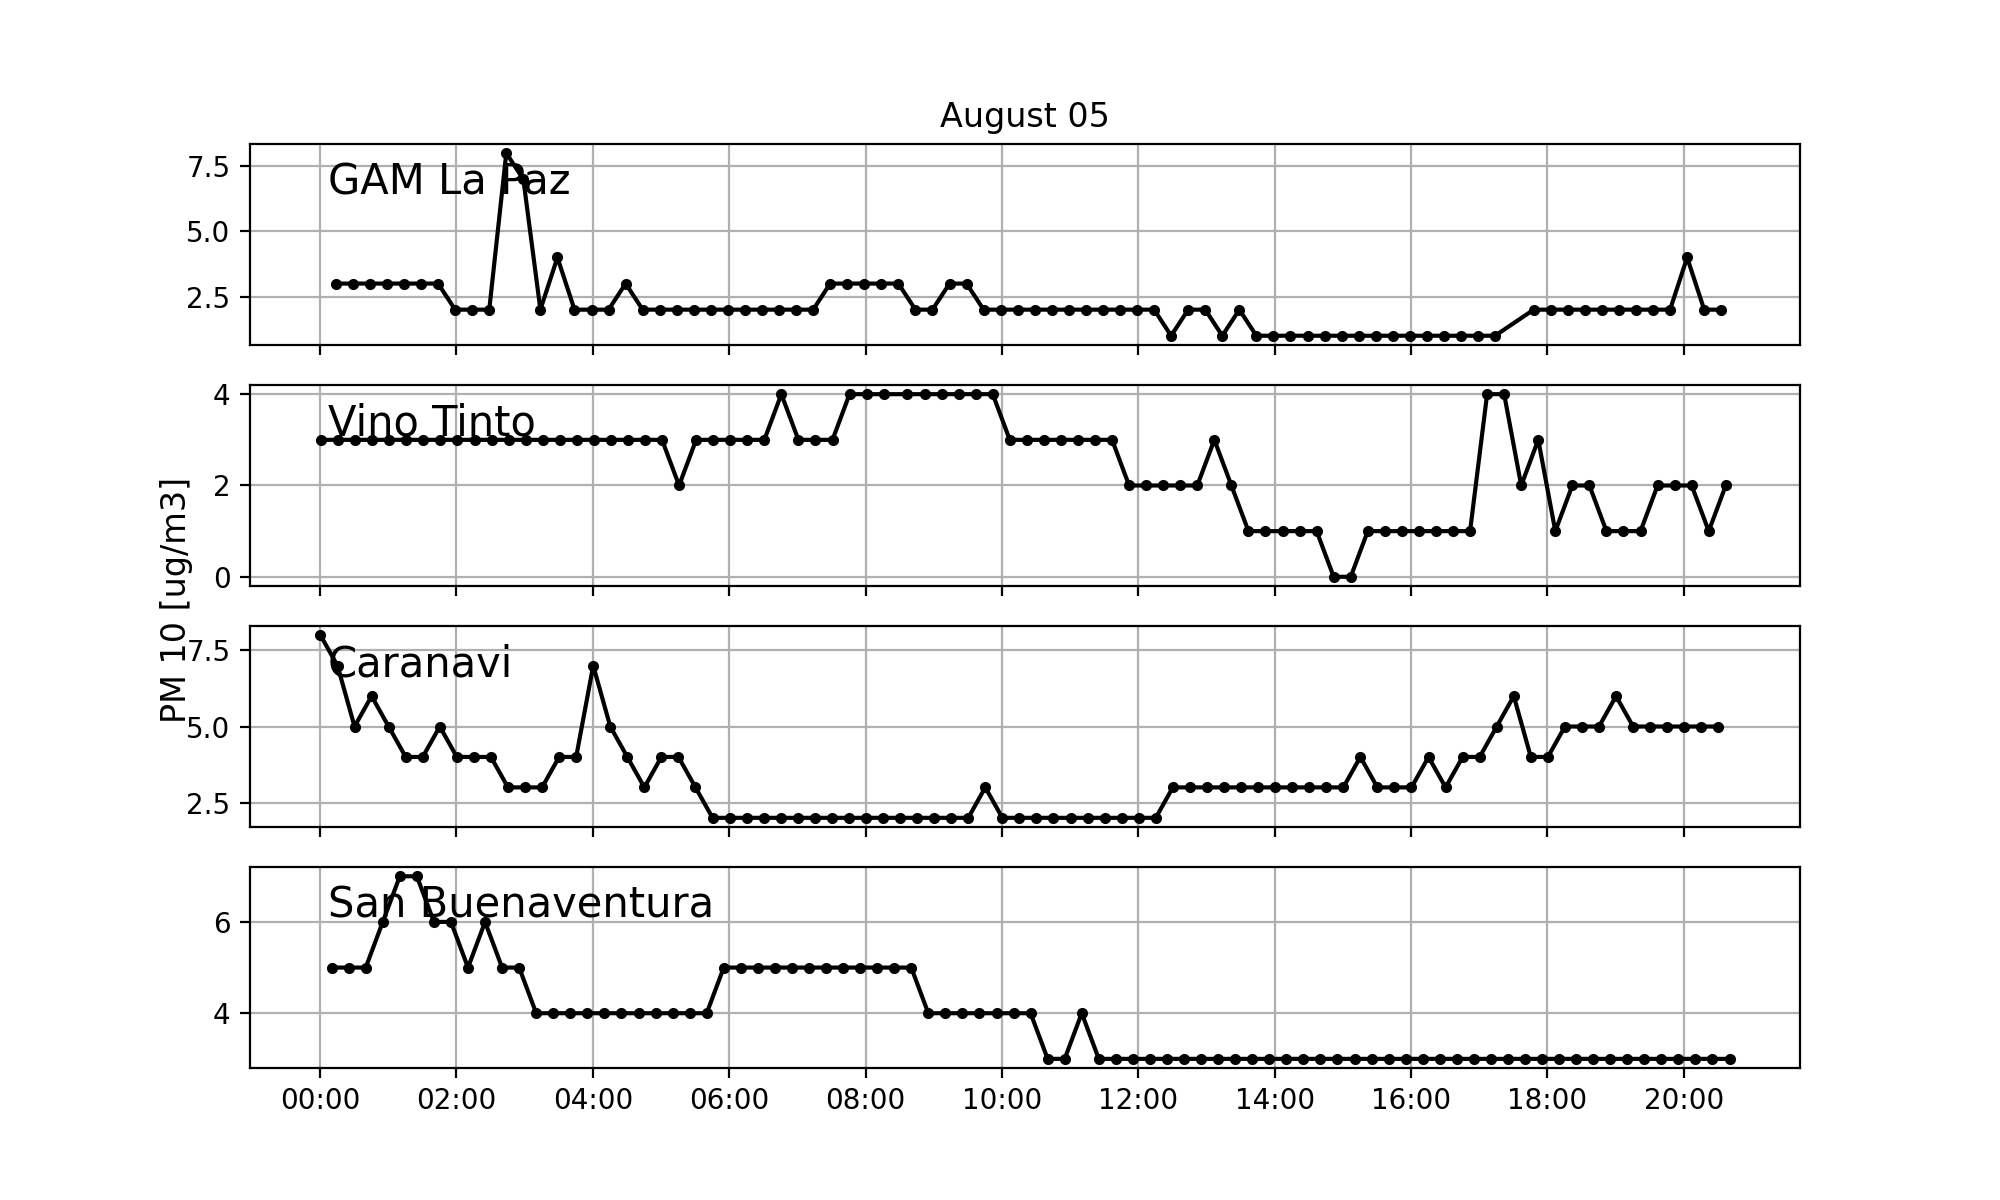 August 05
PM 10 [ug/m3]
7.5
5.0
2.5
GAM La Paz
4
2
0
Vino Tinto
7.5
5.0
2.5
Caranavi
6
4
San Buenaventura
00:00 02:00 04:00 06:00 08:00 10:00 12:00 14:00 16:00 18:00 20:00